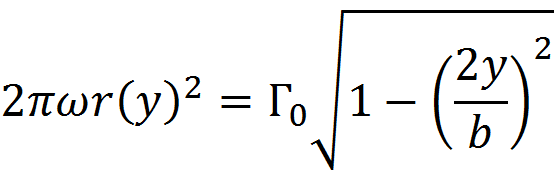 2πωr(y)² = Γ₀√(1 − (2y/b)²)